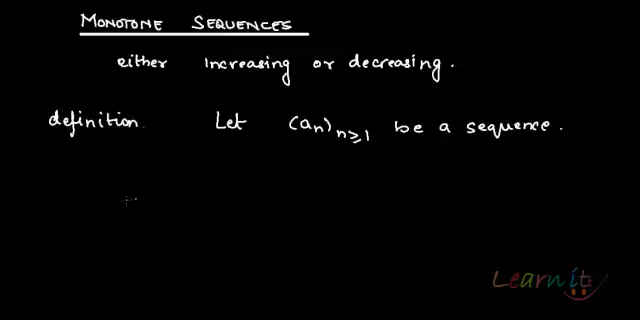 MONOTONE SEQUENCES
either increasing or decreasing.
definition. Let (an)n≥1 be a sequence.
Learnit